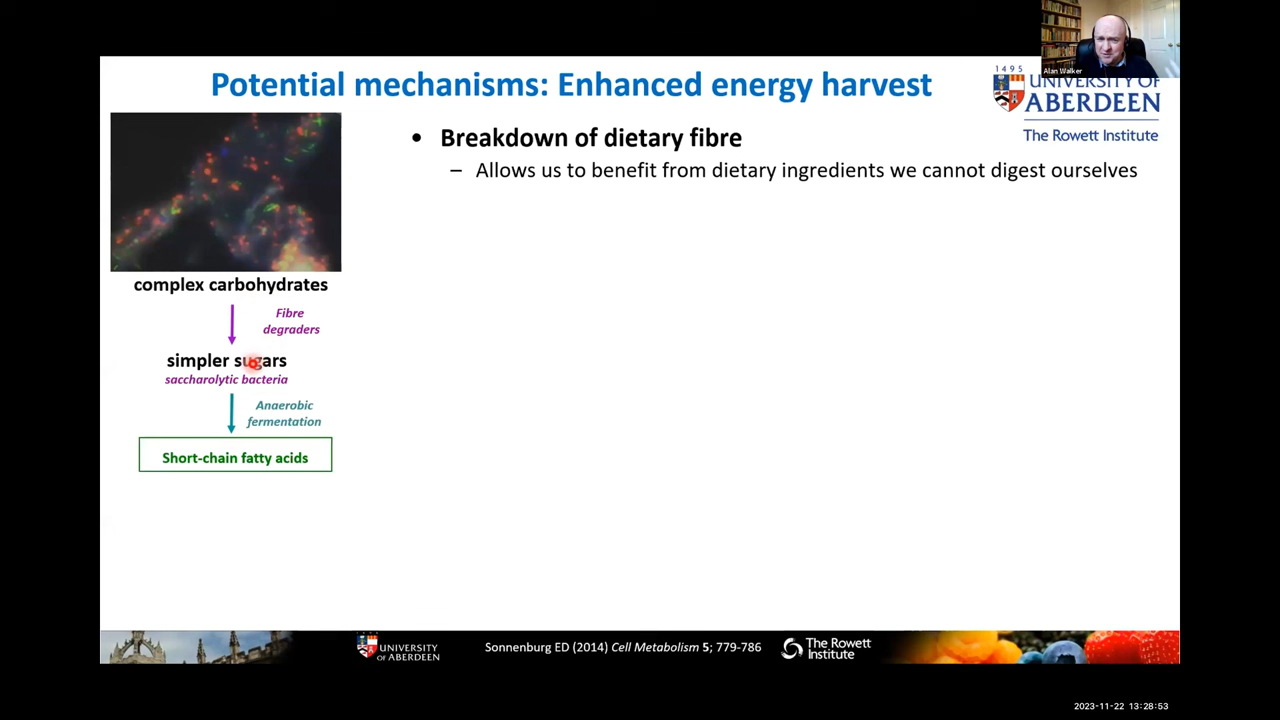 Potential mechanisms: Enhanced energy harvest
Alan Walker
1495
UNIVERSITY OF
ABERDEEN
The Rowett Institute
• Breakdown of dietary fibre
– Allows us to benefit from dietary ingredients we cannot digest ourselves
complex carbohydrates
Fibre
degraders
simpler sugars
saccharolytic bacteria
Anaerobic
fermentation
Short-chain fatty acids
UNIVERSITY
OF ABERDEEN
Sonnenburg ED (2014) Cell Metabolism 5; 779-786
The Rowett
Institute
2023-11-22 13:28:53